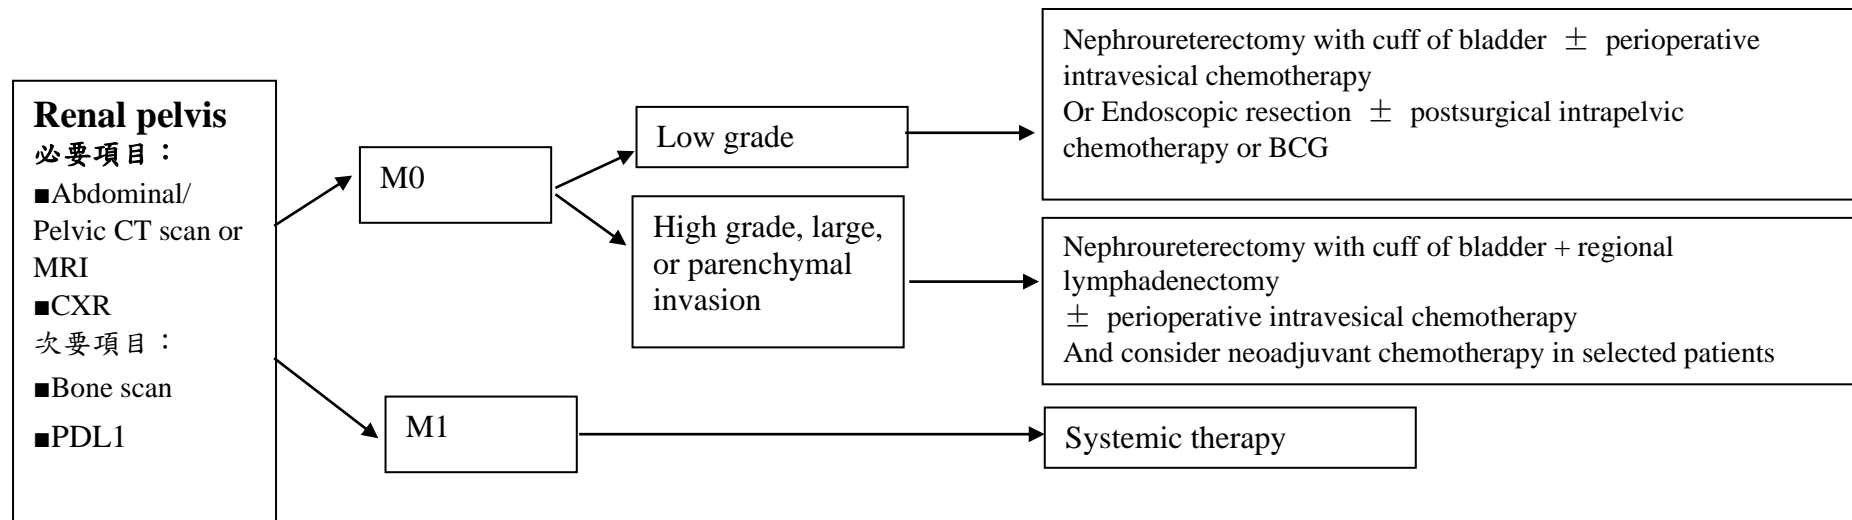 Renal pelvis
必要項目：
■Abdominal/
Pelvic CT scan or
MRI
■CXR
次要項目：
■Bone scan
■PDL1
M0
M1
Low grade
High grade, large,
or parenchymal
invasion
Nephroureterectomy with cuff of bladder ± perioperative
intravesical chemotherapy
Or Endoscopic resection ± postsurgical intrapelvic
chemotherapy or BCG
Nephroureterectomy with cuff of bladder + regional
lymphadenectomy
± perioperative intravesical chemotherapy
And consider neoadjuvant chemotherapy in selected patients
Systemic therapy